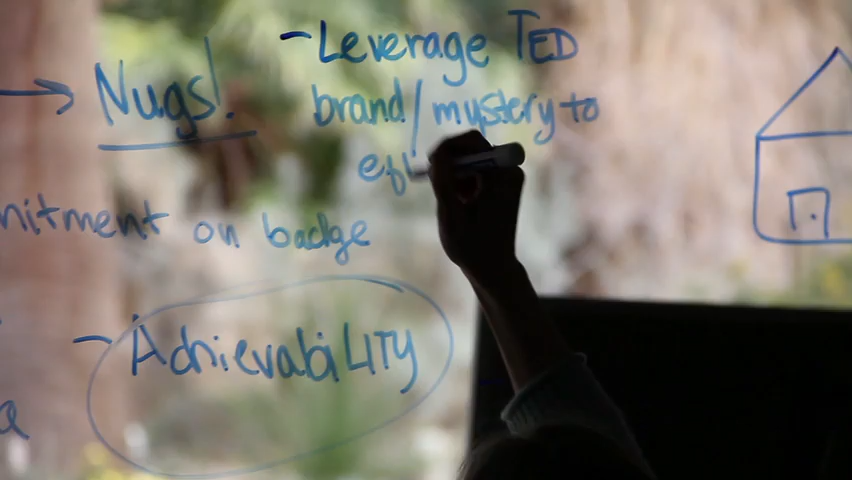 - Leverage TED
Nugs!
brand/mystery to
nitment on badge
- Achievability
a